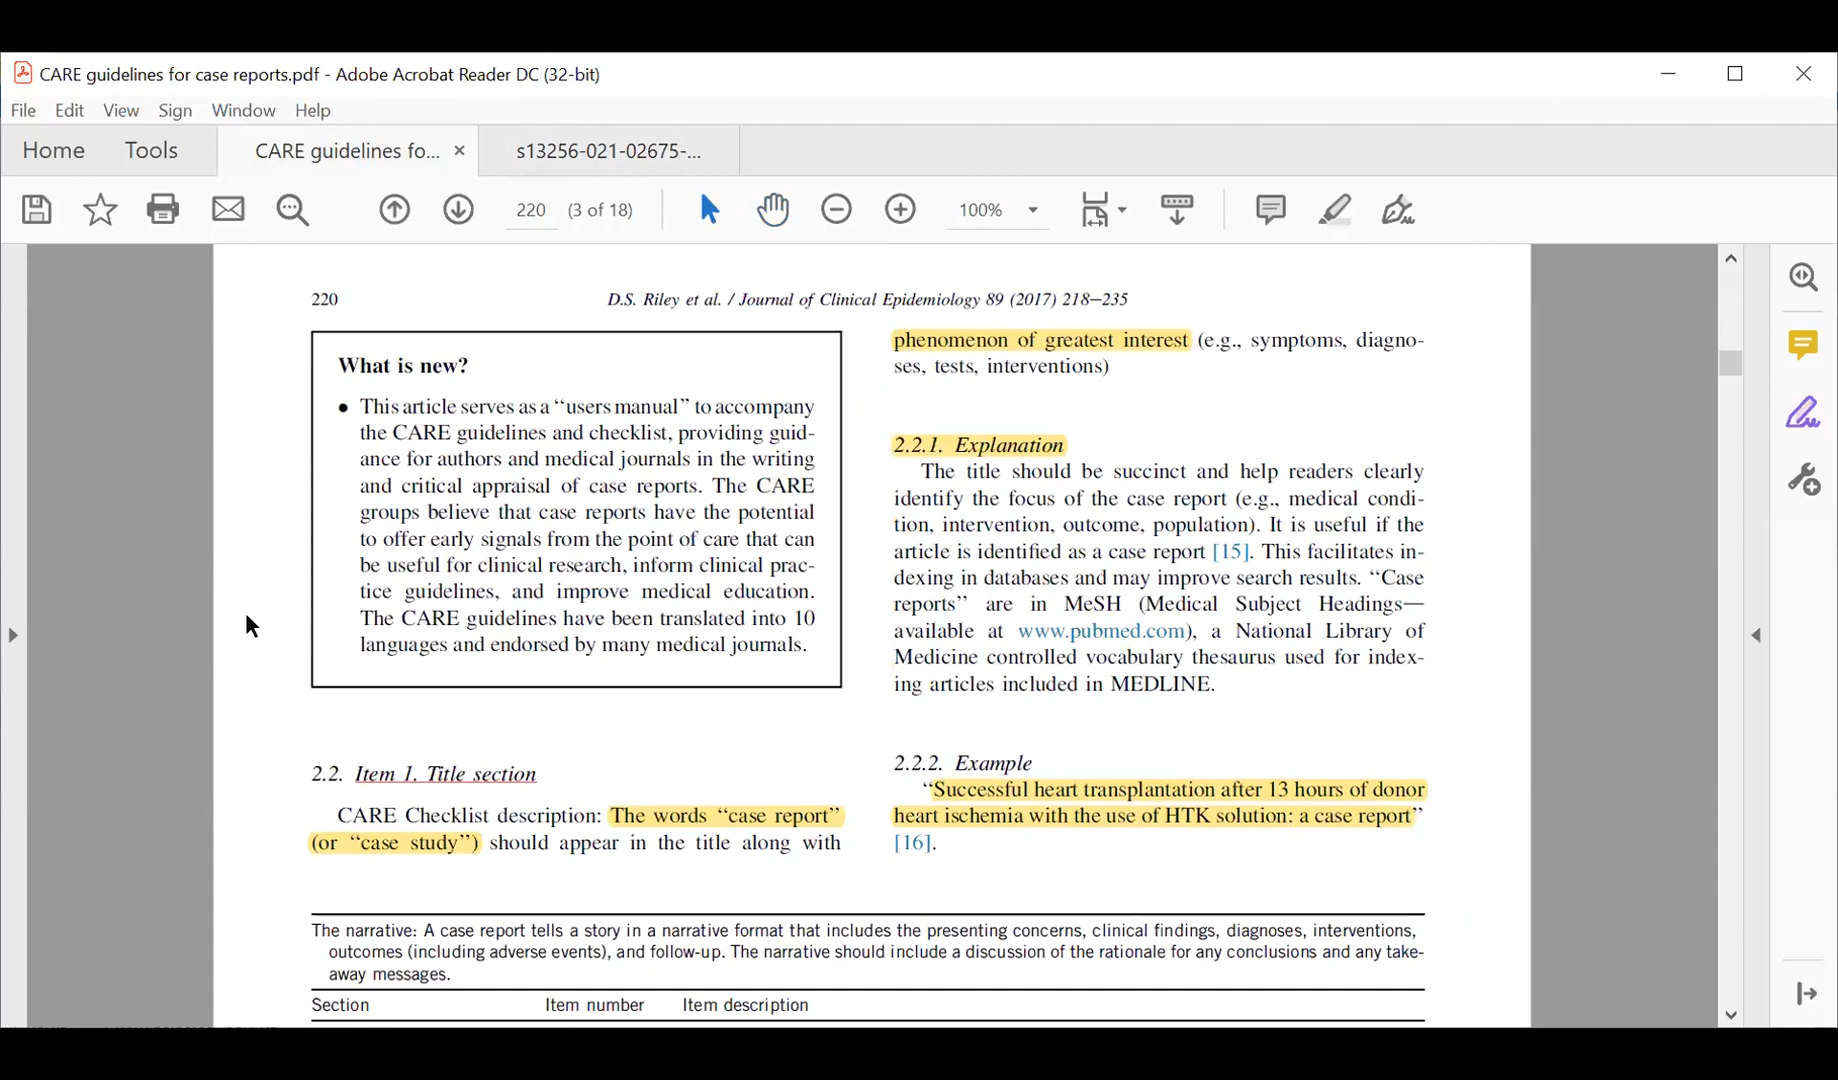 CARE guidelines for case reports.pdf - Adobe Acrobat Reader DC (32-bit)
File Edit View Sign Window Help
Home Tools CARE guidelines fo... × s13256-021-02675-...
220 (3 of 18) 100%
220 D.S. Riley et al. / Journal of Clinical Epidemiology 89 (2017) 218–235
What is new?
• This article serves as a “users manual” to accompany
the CARE guidelines and checklist, providing guid-
ance for authors and medical journals in the writing
and critical appraisal of case reports. The CARE
groups believe that case reports have the potential
to offer early signals from the point of care that can
be useful for clinical research, inform clinical prac-
tice guidelines, and improve medical education.
The CARE guidelines have been translated into 10
languages and endorsed by many medical journals.
2.2. Item 1. Title section
CARE Checklist description: The words “case report”
(or “case study”) should appear in the title along with
phenomenon of greatest interest (e.g., symptoms, diagno-
ses, tests, interventions)
2.2.1. Explanation
The title should be succinct and help readers clearly
identify the focus of the case report (e.g., medical condi-
tion, intervention, outcome, population). It is useful if the
article is identified as a case report [15]. This facilitates in-
dexing in databases and may improve search results. “Case
reports” are in MeSH (Medical Subject Headings—
available at www.pubmed.com), a National Library of
Medicine controlled vocabulary thesaurus used for index-
ing articles included in MEDLINE.
2.2.2. Example
“Successful heart transplantation after 13 hours of donor
heart ischemia with the use of HTK solution: a case report”
[16].
The narrative: A case report tells a story in a narrative format that includes the presenting concerns, clinical findings, diagnoses, interventions,
outcomes (including adverse events), and follow-up. The narrative should include a discussion of the rationale for any conclusions and any take-
away messages.
Section Item number Item description